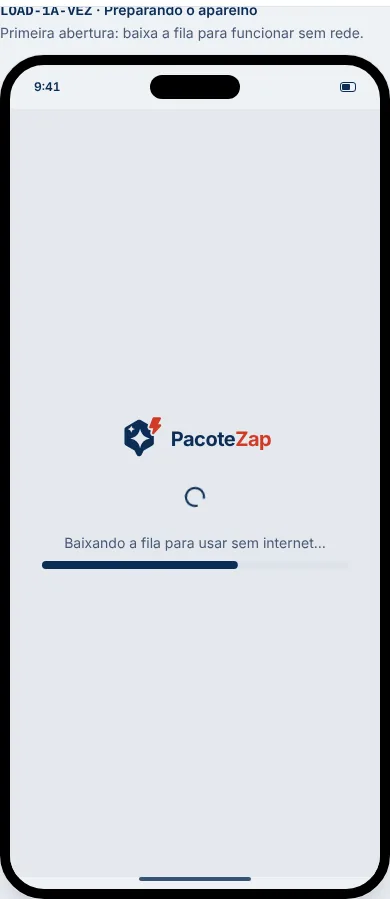 LOAD-1A-VEZ · Preparando o aparelho
Primeira abertura: baixa a fila para funcionar sem rede.
9:41
PacoteZap
Baixando a fila para usar sem internet...